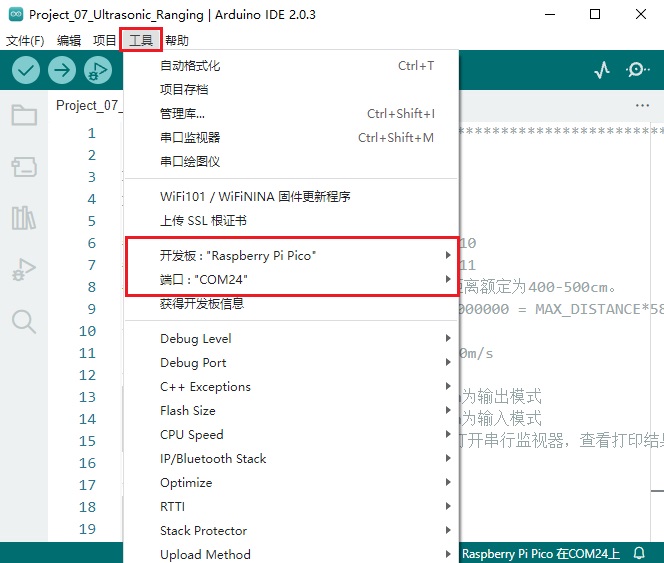 Project_07_Ultrasonic_Ranging | Arduino IDE 2.0.3
文件(F) 编辑 项目 工具 帮助
自动格式化 Ctrl+T
项目存档
Project_07_
管理库... Ctrl+Shift+I
1
串口监视器 Ctrl+Shift+M
2
串口绘图仪
3
WiFi101 / WiFiNINA 固件更新程序
4
上传 SSL 根证书
5
6 10
开发板 : "Raspberry Pi Pico"
7 11
端口 : "COM24"
8 距离额定为400-500cm。
获得开发板信息
9 000000 = MAX_DISTANCE*58
10
Debug Level
11 0m/s
Debug Port
12
C++ Exceptions
13 为输出模式
Flash Size
14 为输入模式
CPU Speed
15 打开串行监视器，查看打印结果
IP/Bluetooth Stack
16
Optimize
17
RTTI
18
Stack Protector
19
Upload Method
Raspberry Pi Pico 在COM24上